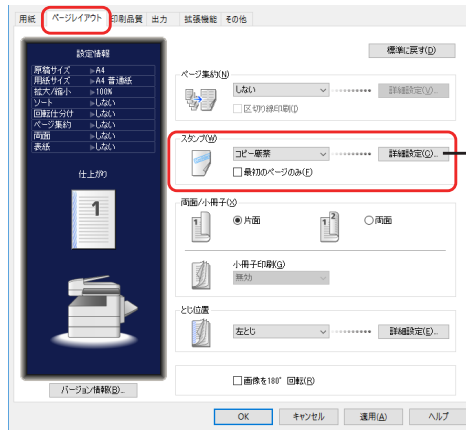 用紙 ページレイアウト 印刷品質 出力 拡張機能 その他
標準に戻す(D)
設定情報
原稿サイズ ▹A4
用紙サイズ ▹A4 普通紙
拡大/縮小 ▹100%
ソート ▹しない
回転仕分け ▹しない
ページ集約 ▹しない
両面 ▹しない
表紙 ▹しない
仕上がり
1
バージョン情報(B)...
ページ集約(N)
しない 詳細設定(V)...
区切り線印刷(I)
スタンプ(W)
コピー厳禁 詳細設定(O)...
最初のページのみ(F)
両面/小冊子(X)
1 片面 1 2 両面
小冊子印刷(G)
無効
とじ位置
左とじ 詳細設定(E)...
画像を180° 回転(R)
OK キャンセル 適用(A) ヘルプ